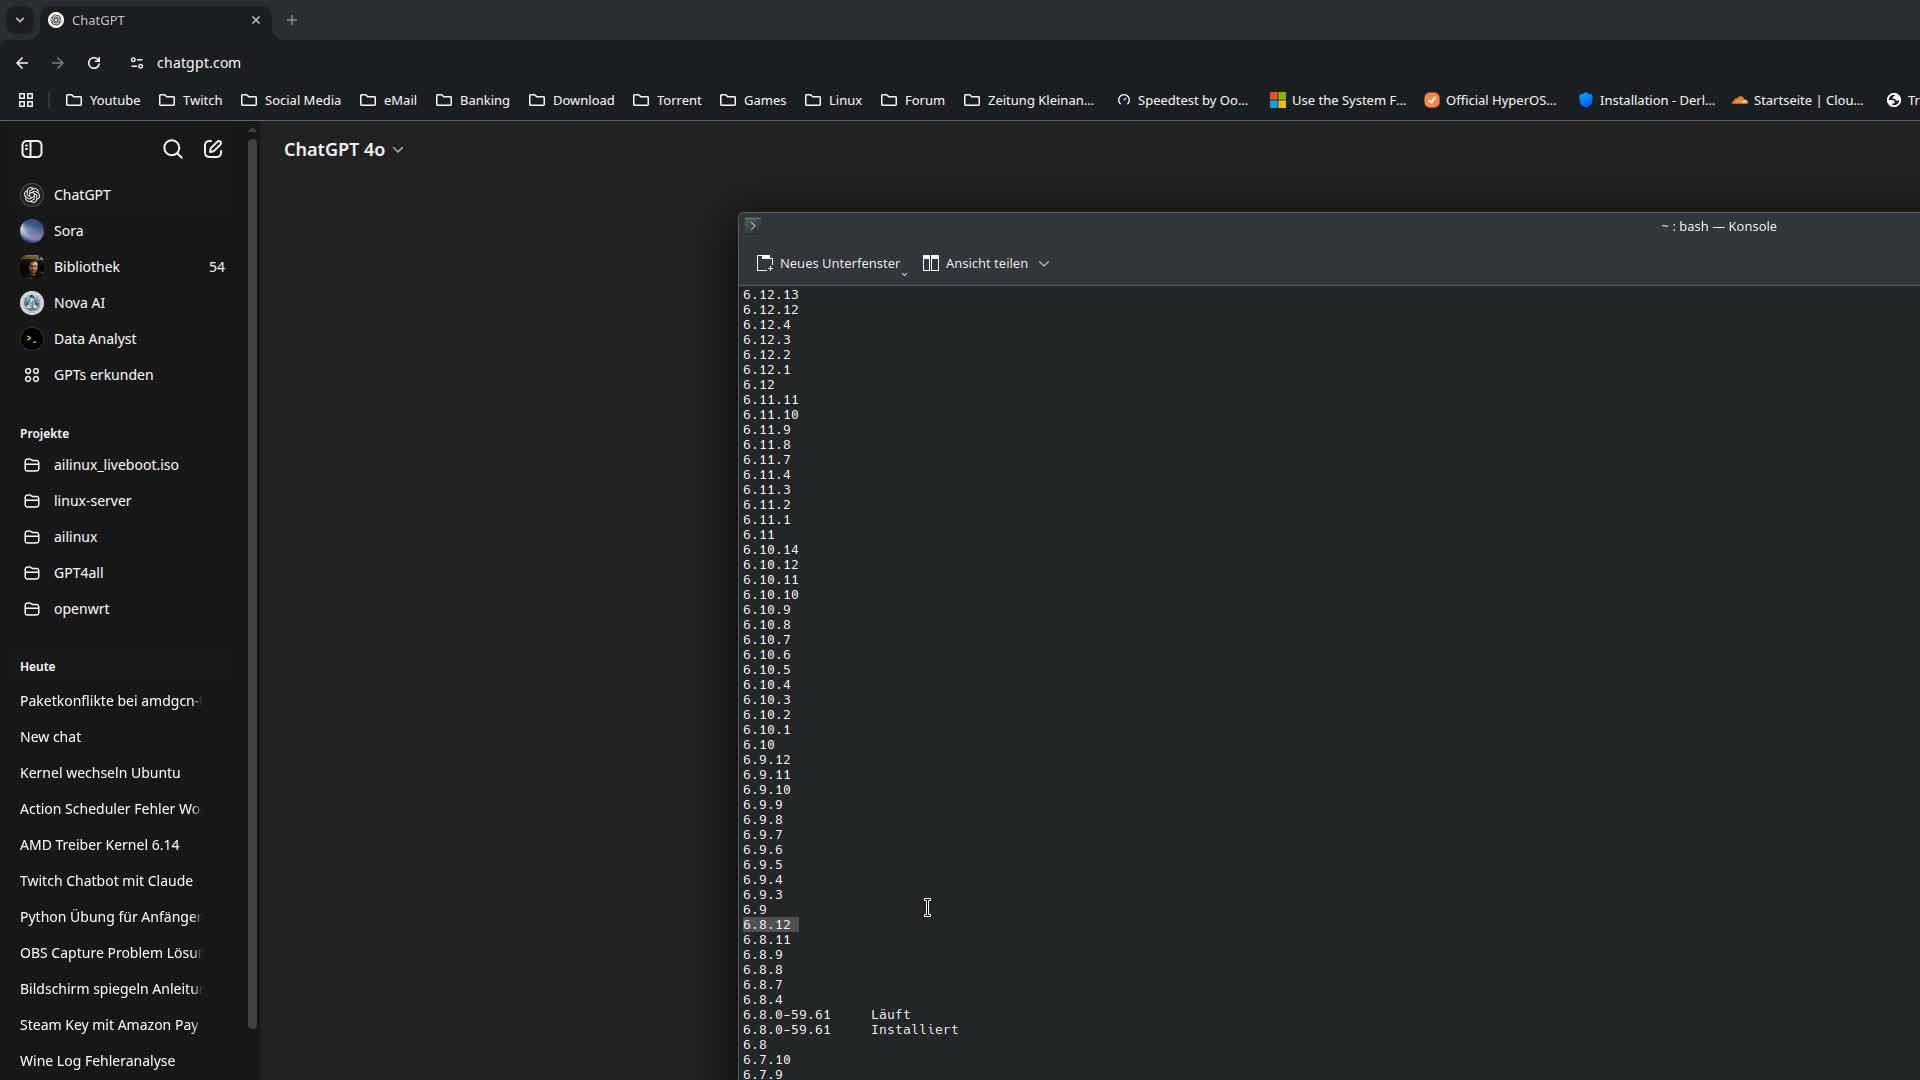 ChatGPT
chatgpt.com
Youtube
Twitch
Social Media
eMail
Banking
Download
Torrent
Games
Linux
Forum
Zeitung Kleinan...
Speedtest by Oo...
Use the System F...
Official HyperOS...
Installation - Derl...
Startseite | Clou...
Tr
ChatGPT 4o
ChatGPT
Sora
Bibliothek 54
Nova AI
Data Analyst
GPTs erkunden
Projekte
ailinux_liveboot.iso
linux-server
ailinux
GPT4all
openwrt
Heute
Paketkonflikte bei amdgcn-
New chat
Kernel wechseln Ubuntu
Action Scheduler Fehler Wo
AMD Treiber Kernel 6.14
Twitch Chatbot mit Claude
Python Übung für Anfänger
OBS Capture Problem Lösu
Bildschirm spiegeln Anleitu
Steam Key mit Amazon Pay
Wine Log Fehleranalyse
~ : bash — Konsole
Neues Unterfenster
Ansicht teilen
6.12.13
6.12.12
6.12.4
6.12.3
6.12.2
6.12.1
6.12
6.11.11
6.11.10
6.11.9
6.11.8
6.11.7
6.11.4
6.11.3
6.11.2
6.11.1
6.11
6.10.14
6.10.12
6.10.11
6.10.10
6.10.9
6.10.8
6.10.7
6.10.6
6.10.5
6.10.4
6.10.3
6.10.2
6.10.1
6.10
6.9.12
6.9.11
6.9.10
6.9.9
6.9.8
6.9.7
6.9.6
6.9.5
6.9.4
6.9.3
6.9
6.8.12
6.8.11
6.8.9
6.8.8
6.8.7
6.8.4
6.8.0-59.61 Läuft
6.8.0-59.61 Installiert
6.8
6.7.10
6.7.9